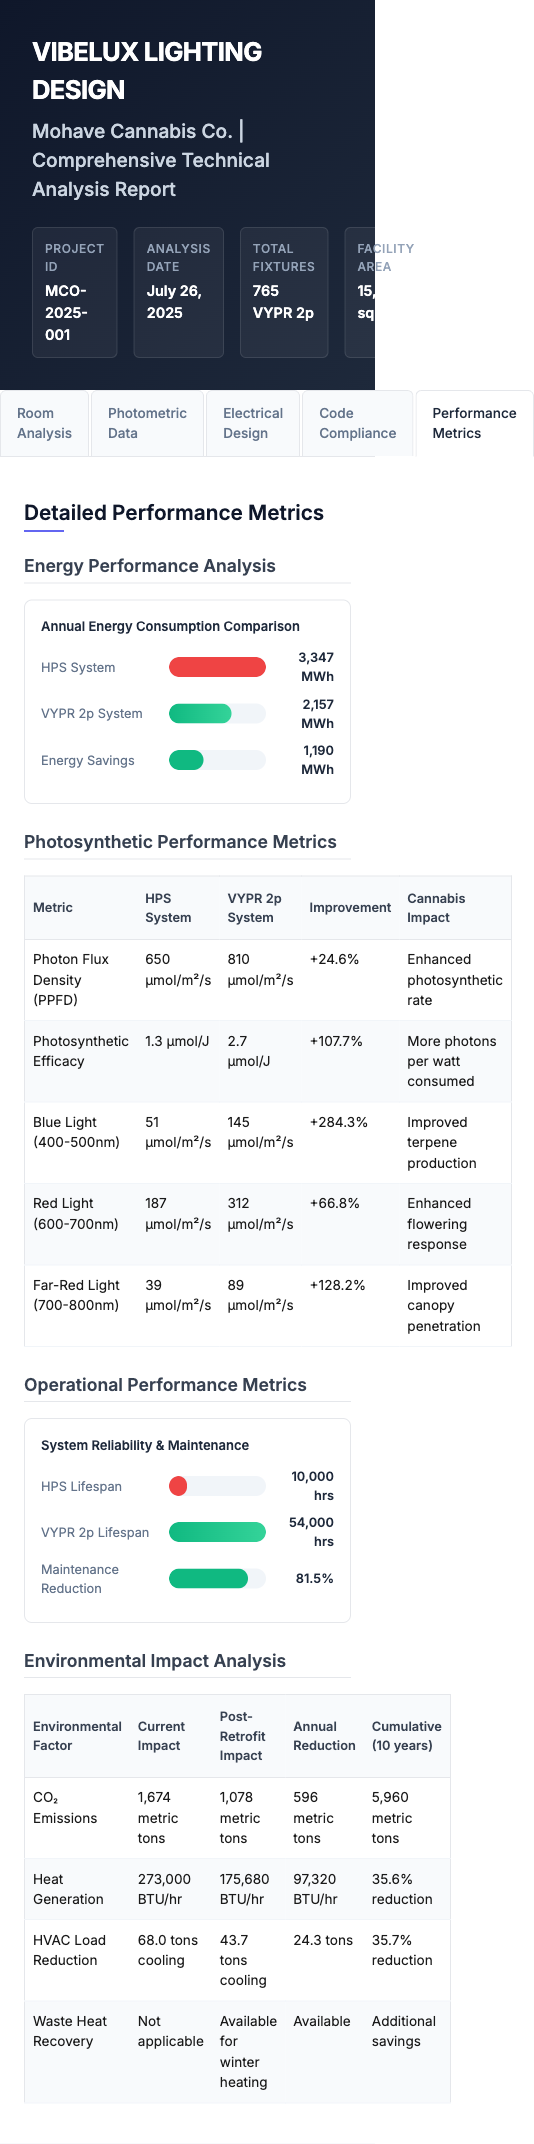 VIBELUX LIGHTING
DESIGN
Mohave Cannabis Co. |
Comprehensive Technical
Analysis Report
PROJECT
ID
MCO-
2025-
001
ANALYSIS
DATE
July 26,
2025
TOTAL
FIXTURES
765
VYPR 2p
FACILITY
AREA
15,
sq
Room
Analysis
Photometric
Data
Electrical
Design
Code
Compliance
Performance
Metrics
Detailed Performance Metrics
Energy Performance Analysis
Annual Energy Consumption Comparison
HPS System
3,347
MWh
VYPR 2p System
2,157
MWh
Energy Savings
1,190
MWh
Photosynthetic Performance Metrics
Metric
HPS
System
VYPR 2p
System
Improvement
Cannabis
Impact
Photon Flux
Density
(PPFD)
650
µmol/m²/s
810
µmol/m²/s
+24.6%
Enhanced
photosynthetic
rate
Photosynthetic
Efficacy
1.3 µmol/J
2.7
µmol/J
+107.7%
More photons
per watt
consumed
Blue Light
(400-500nm)
51
µmol/m²/s
145
µmol/m²/s
+284.3%
Improved
terpene
production
Red Light
(600-700nm)
187
µmol/m²/s
312
µmol/m²/s
+66.8%
Enhanced
flowering
response
Far-Red Light
(700-800nm)
39
µmol/m²/s
89
µmol/m²/s
+128.2%
Improved
canopy
penetration
Operational Performance Metrics
System Reliability & Maintenance
HPS Lifespan
10,000
hrs
VYPR 2p Lifespan
54,000
hrs
Maintenance
Reduction
81.5%
Environmental Impact Analysis
Environmental
Factor
Current
Impact
Post-
Retrofit
Impact
Annual
Reduction
Cumulative
(10 years)
CO₂
Emissions
1,674
metric
tons
1,078
metric
tons
596
metric
tons
5,960
metric
tons
Heat
Generation
273,000
BTU/hr
175,680
BTU/hr
97,320
BTU/hr
35.6%
reduction
HVAC Load
Reduction
68.0 tons
cooling
43.7
tons
cooling
24.3 tons
35.7%
reduction
Waste Heat
Recovery
Not
applicable
Available
for
winter
heating
Available
Additional
savings